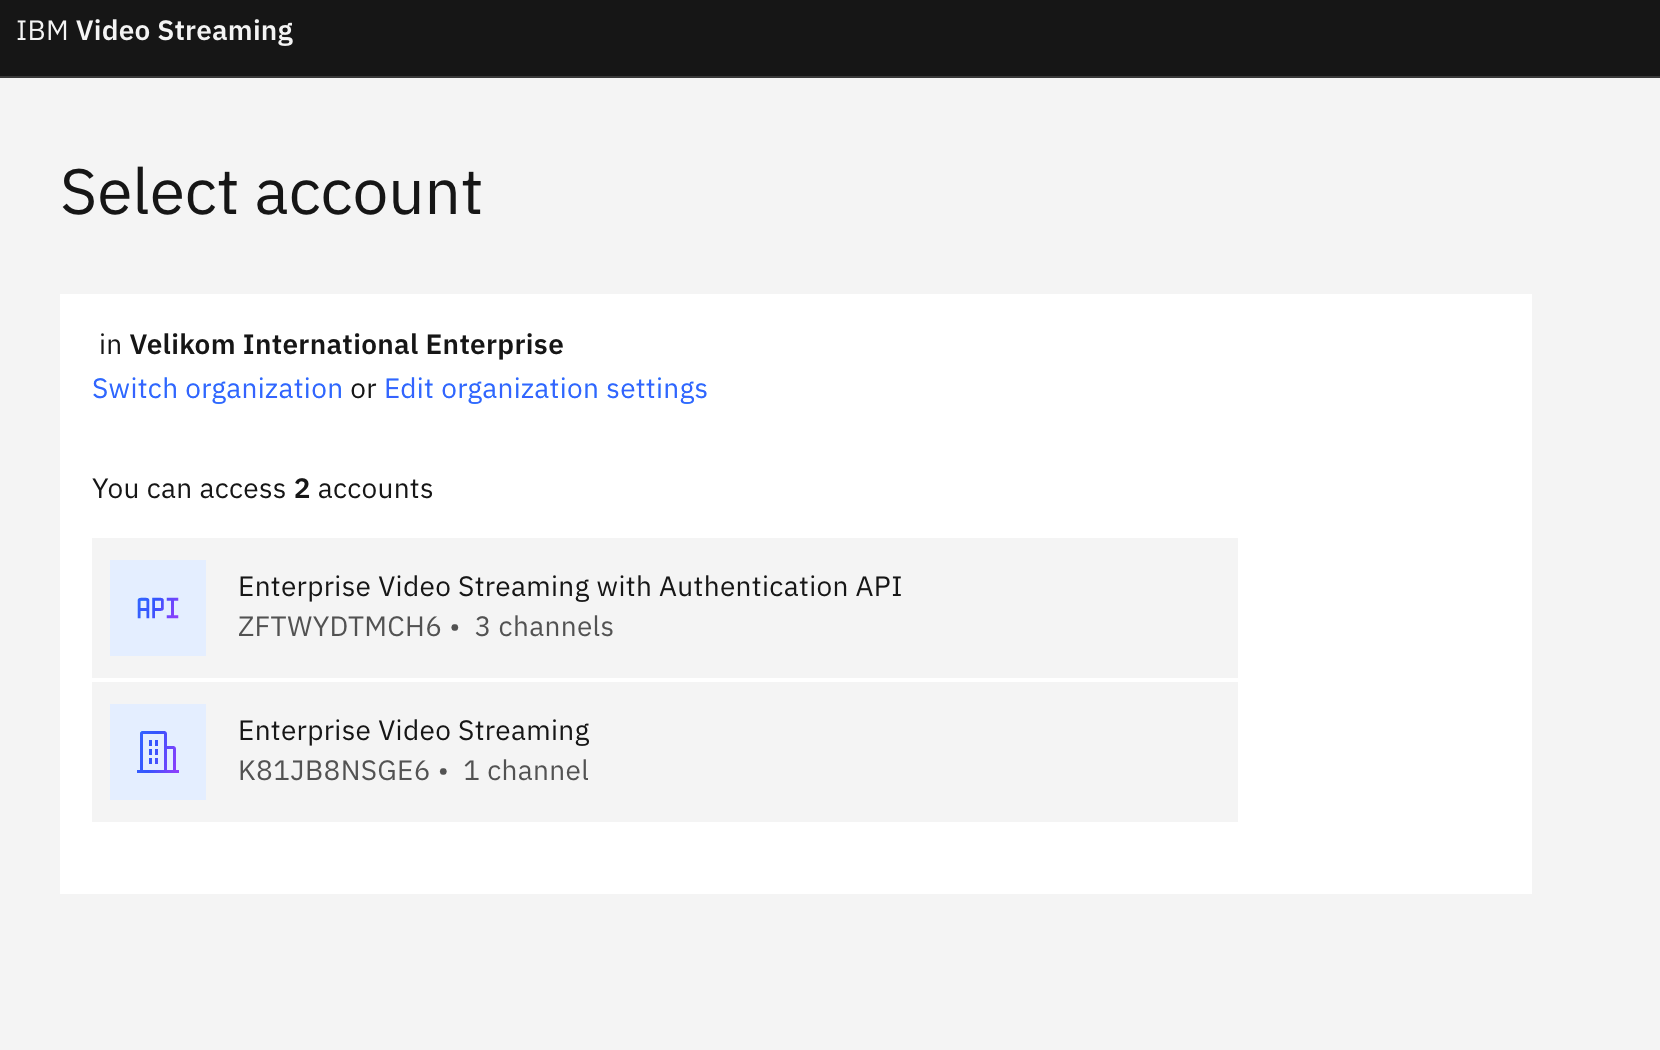 IBM Video Streaming
Select account
in Velikom International Enterprise
Switch organization or Edit organization settings
You can access 2 accounts
API
Enterprise Video Streaming with Authentication API
ZFTWYDTMCH6 • 3 channels
Enterprise Video Streaming
K81JB8NSGE6 • 1 channel